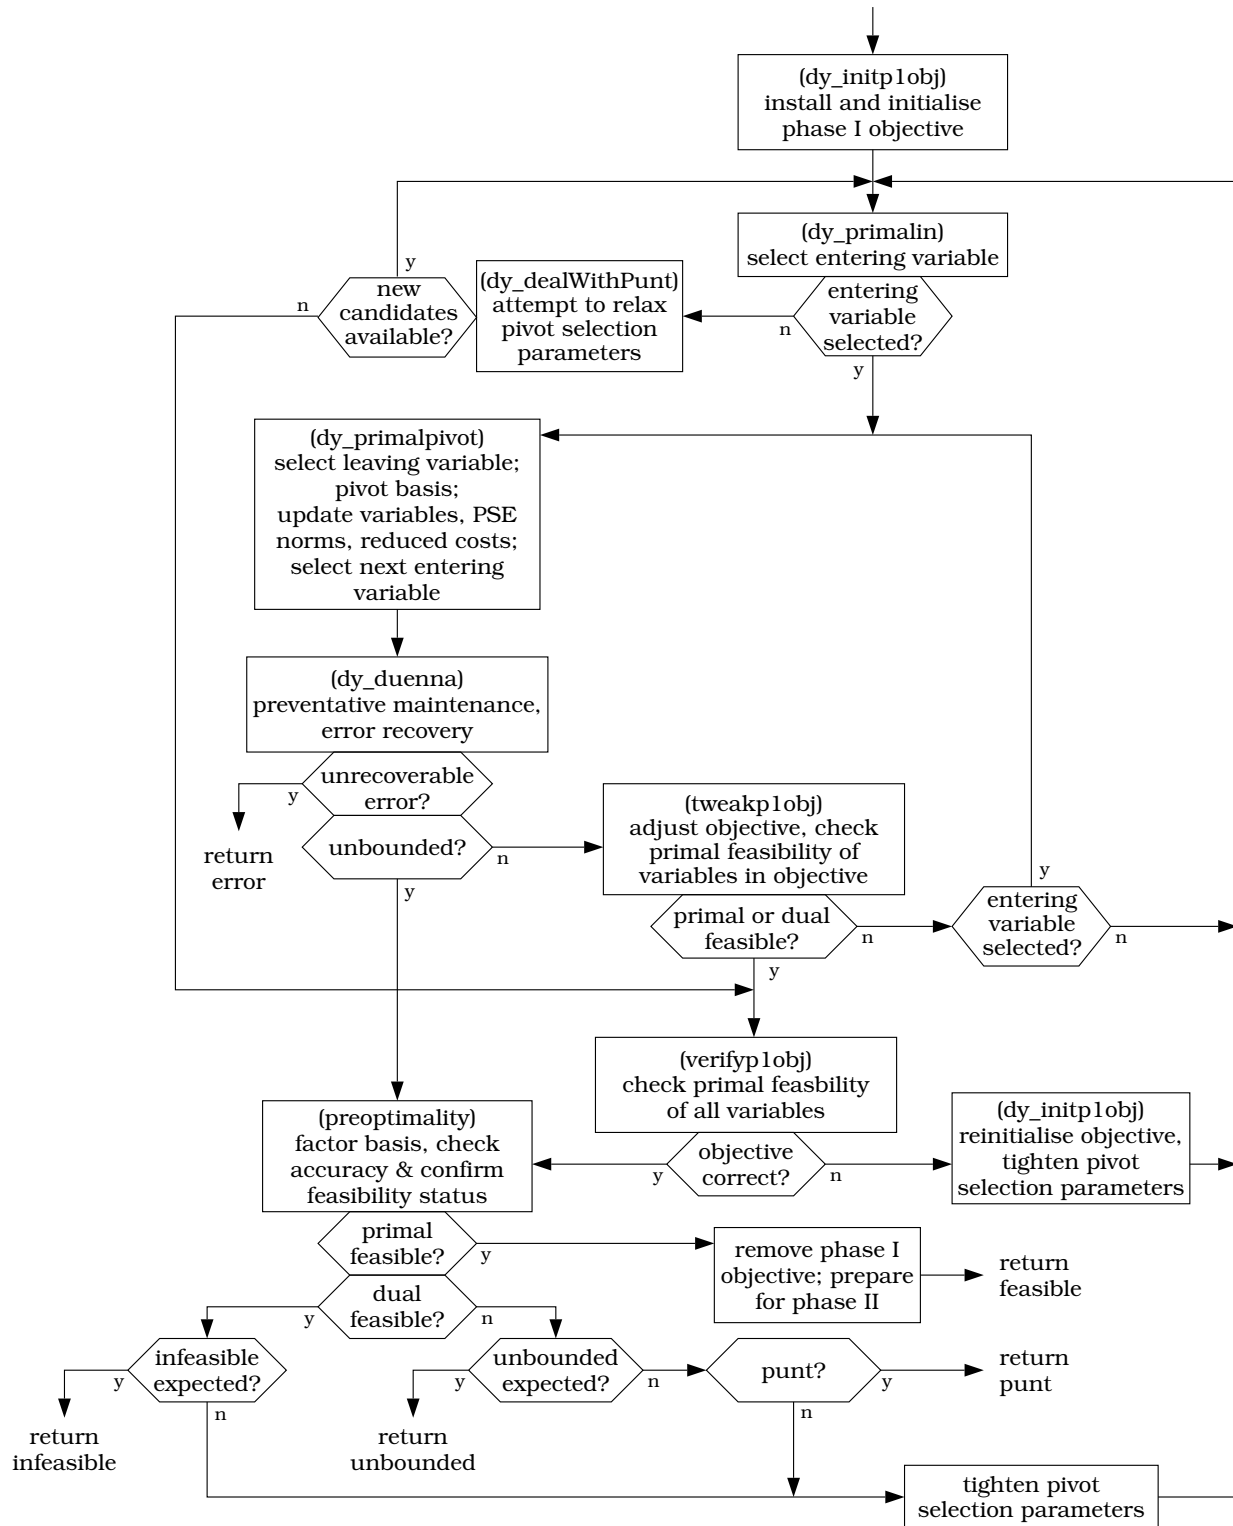 (dy_initp1obj)
install and initialise
phase I objective
(dy_primalin)
select entering variable
entering
variable
selected?
n
y
(dy_dealWithPunt)
attempt to relax
pivot selection
parameters
new
candidates
available?
y
n
(dy_primalpivot)
select leaving variable;
pivot basis;
update variables, PSE
norms, reduced costs;
select next entering
variable
(dy_duenna)
preventative maintenance,
error recovery
unrecoverable
error?
y
return
error
unbounded?
n
y
(tweakp1obj)
adjust objective, check
primal feasibility of
variables in objective
primal or dual
feasible?
n
y
entering
variable
selected?
y
n
(verifyp1obj)
check primal feasbility
of all variables
objective
correct?
y
n
(dy_initp1obj)
reinitialise objective,
tighten pivot
selection parameters
(preoptimality)
factor basis, check
accuracy & confirm
feasibility status
primal
feasible?
y
remove phase I
objective; prepare
for phase II
return
feasible
dual
feasible?
y
n
infeasible
expected?
y
n
return
infeasible
unbounded
expected?
y
n
return
unbounded
punt?
y
n
return
punt
tighten pivot
selection parameters